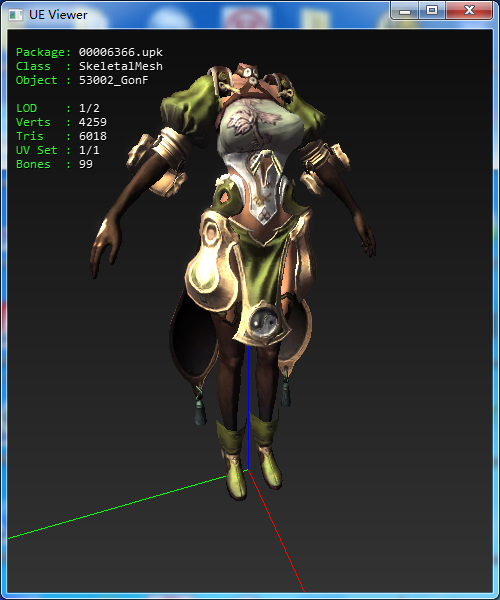 UE Viewer
Package: 00006366.upk
Class : SkeletalMesh
Object : 53002_GonF
LOD : 1/2
Verts : 4259
Tris : 6018
UV Set : 1/1
Bones : 99